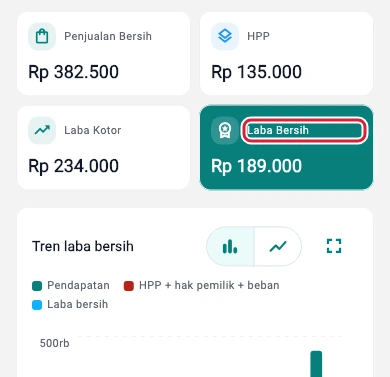 Penjualan Bersih
HPP
Rp 382.500
Rp 135.000
Laba Kotor
Laba Bersih
Rp 234.000
Rp 189.000
Tren laba bersih
Pendapatan
HPP + hak pemilik + beban
Laba bersih
500rb